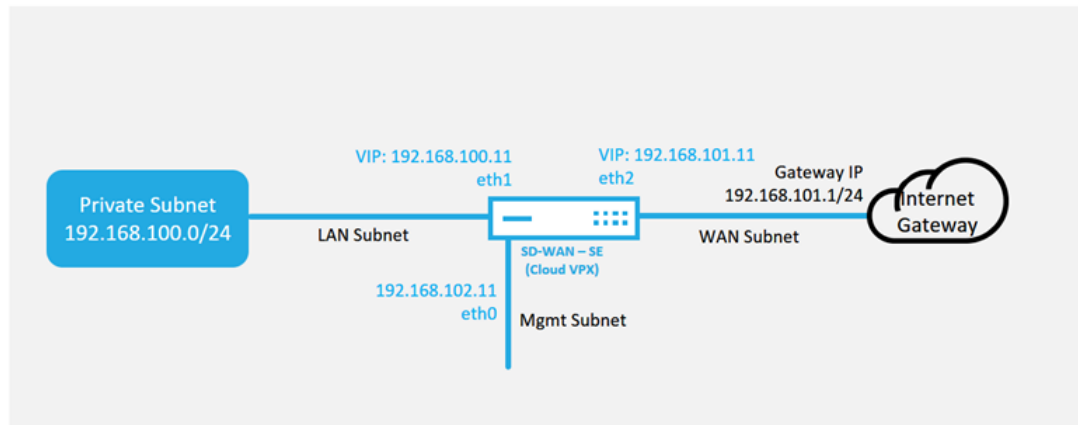 VIP: 192.168.100.11
eth1
VIP: 192.168.101.11
eth2
Gateway IP
192.168.101.1/24
Private Subnet
192.168.100.0/24
LAN Subnet
SD-WAN – SE
(Cloud VPX)
WAN Subnet
Internet
Gateway
192.168.102.11
eth0
Mgmt Subnet